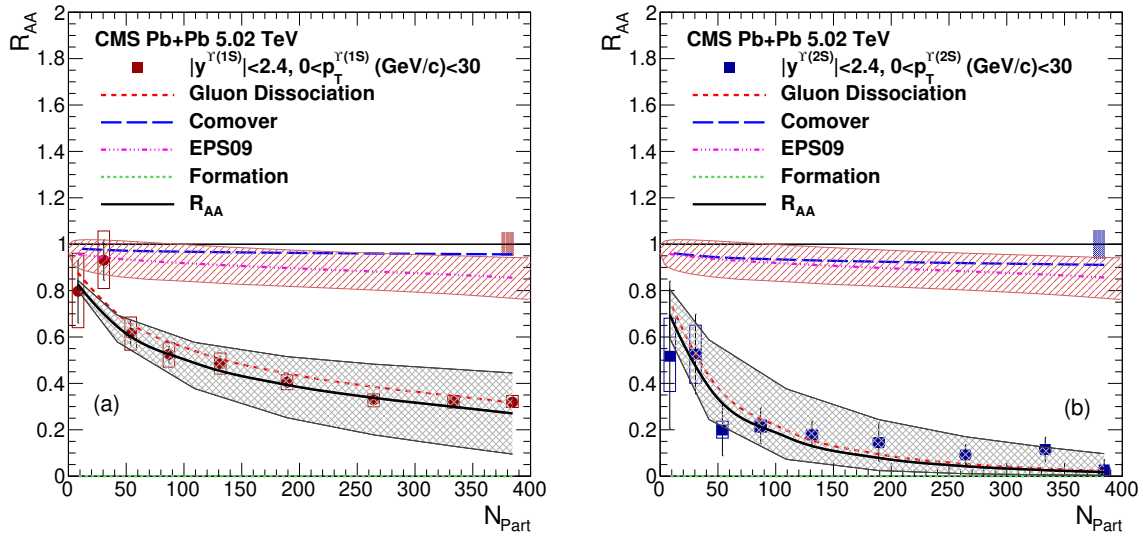 R_AA
2
1.8
1.6
1.4
1.2
1
0.8
0.6
0.4
0.2
0
CMS Pb+Pb 5.02 TeV
|y^ϒ(1S)|<2.4, 0<p_T^ϒ(1S) (GeV/c)<30
Gluon Dissociation
Comover
EPS09
Formation
R_AA
(a)
0 50 100 150 200 250 300 350 400
N_Part
R_AA
2
1.8
1.6
1.4
1.2
1
0.8
0.6
0.4
0.2
0
CMS Pb+Pb 5.02 TeV
|y^ϒ(2S)|<2.4, 0<p_T^ϒ(2S) (GeV/c)<30
Gluon Dissociation
Comover
EPS09
Formation
R_AA
(b)
0 50 100 150 200 250 300 350 400
N_Part